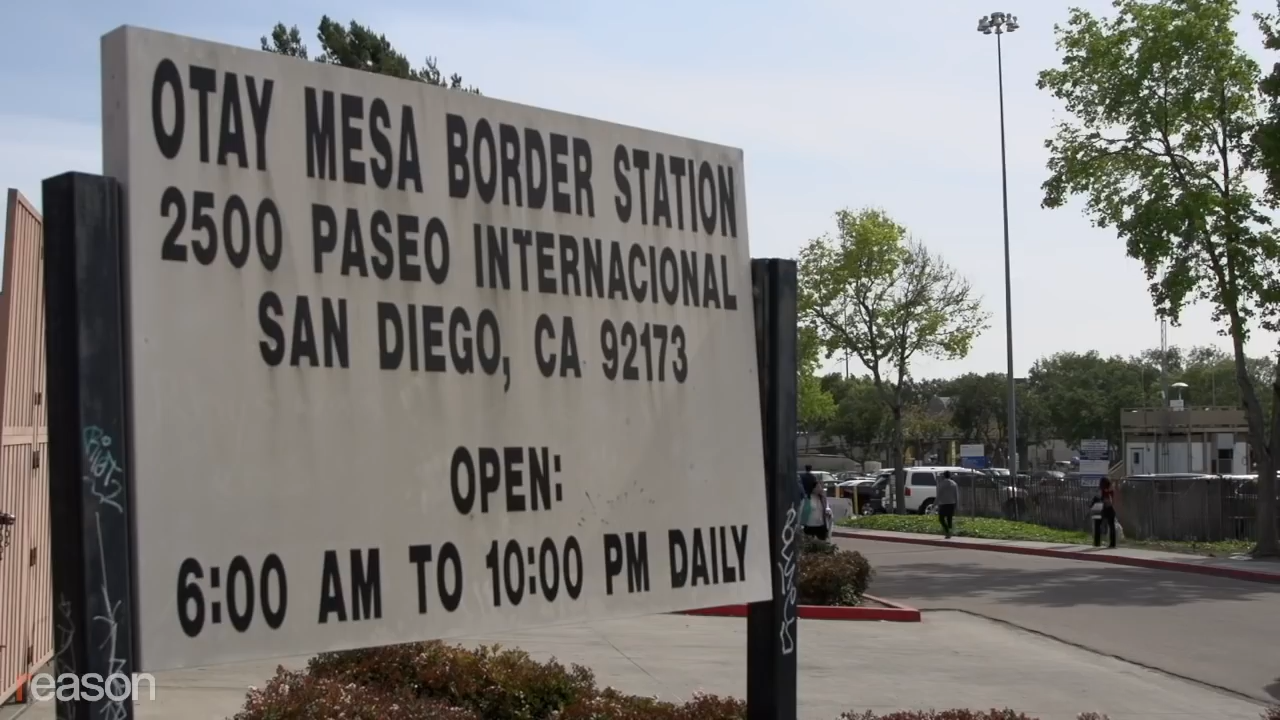 OTAY MESA BORDER STATION
2500 PASEO INTERNACIONAL
SAN DIEGO, CA 92173
OPEN:
6:00 AM TO 10:00 PM DAILY
reason